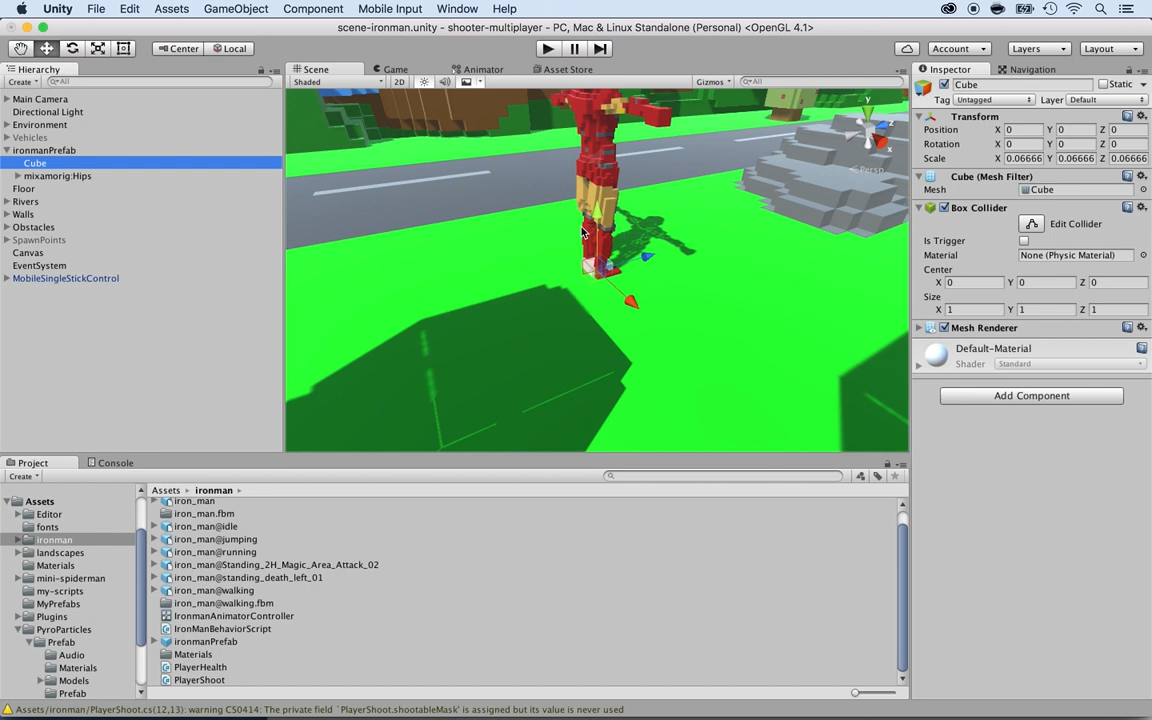 Unity File Edit Assets GameObject Component Mobile Input Window Help
scene-ironman.unity - shooter-multiplayer - PC, Mac & Linux Standalone (Personal) <OpenGL 4.1>
Center Local Account Layers Layout
Hierarchy
Create All
Main Camera
Directional Light
Environment
Vehicles
ironmanPrefab
Cube
mixamorig:Hips
Floor
Rivers
Walls
Obstacles
SpawnPoints
Canvas
EventSystem
MobileSingleStickControl
Scene Game Animator Asset Store
Shaded 2D Gizmos All
y
z
x
Persp
Inspector Navigation
Cube Static
Tag Untagged Layer Default
Transform
Position X 0 Y 0 Z 0
Rotation X 0 Y 0 Z 0
Scale X 0.06666 Y 0.06666 Z 0.06666
Cube (Mesh Filter)
Mesh Cube
Box Collider
Edit Collider
Is Trigger
Material None (Physic Material)
Center
X 0 Y 0 Z 0
Size
X 1 Y 1 Z 1
Mesh Renderer
Default-Material
Shader Standard
Add Component
Project Console
Create
Assets
Editor
fonts
ironman
landscapes
Materials
mini-spiderman
my-scripts
MyPrefabs
Plugins
PyroParticles
Prefab
Audio
Materials
Models
Prefab
Assets ironman
iron_man
iron_man.fbm
iron_man@idle
iron_man@jumping
iron_man@running
iron_man@Standing_2H_Magic_Area_Attack_02
iron_man@standing_death_left_01
iron_man@walking
iron_man@walking.fbm
IronmanAnimatorController
IronManBehaviorScript
ironmanPrefab
Materials
PlayerHealth
PlayerShoot
Assets/ironman/PlayerShoot.cs(12,13): warning CS0414: The private field `PlayerShoot.shootableMask' is assigned but its value is never used